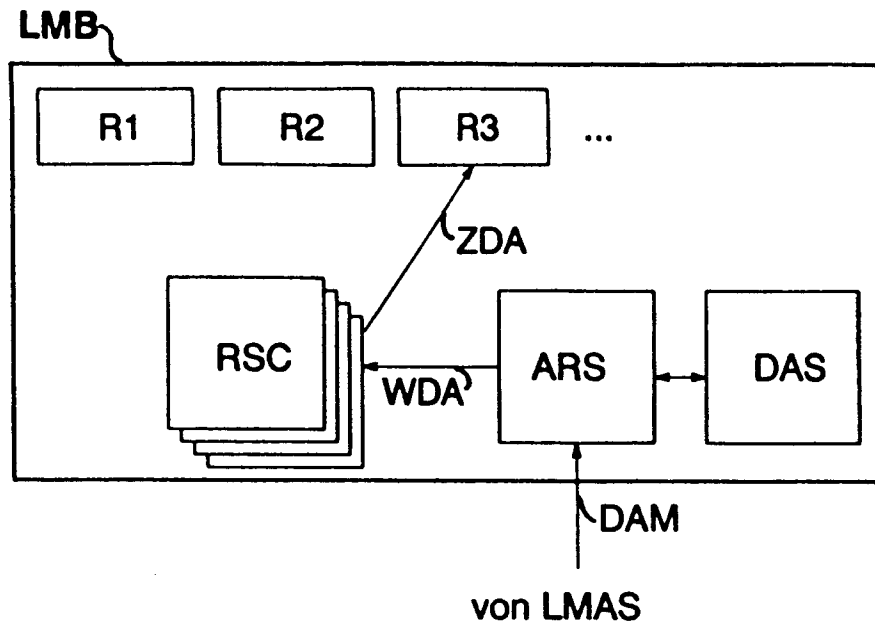 LMB
R1 R2 R3 ...
ZDA
RSC ARS DAS
WDA
DAM
von LMAS